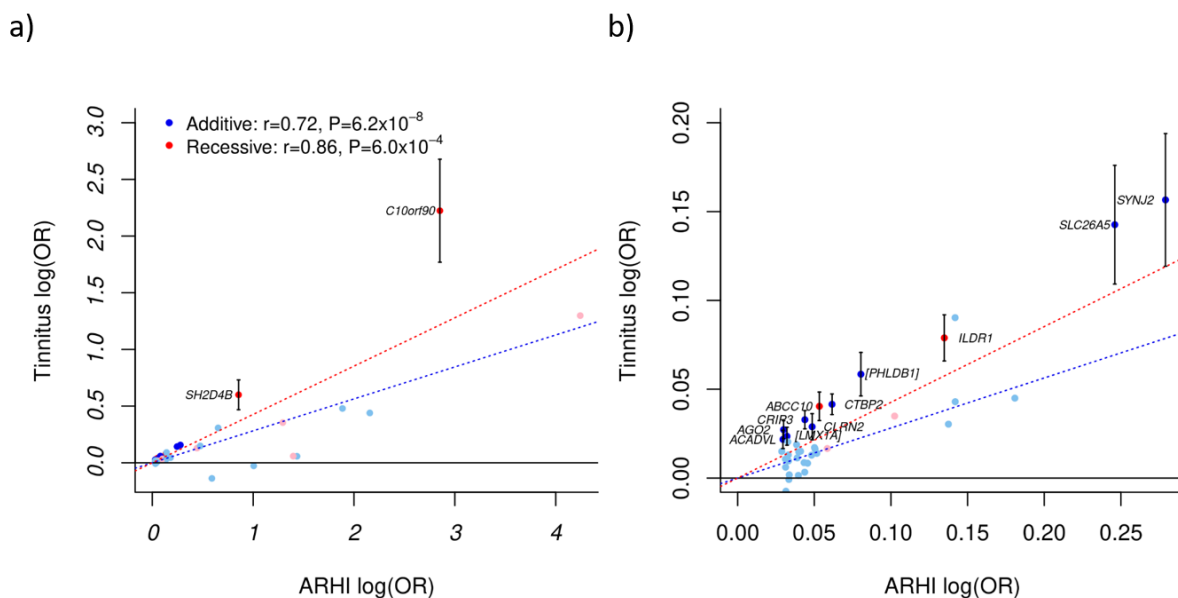 a)
3.0
2.5
2.0
1.5
1.0
0.5
0.0
Tinnitus log(OR)
Additive: r=0.72, P=6.2x10⁻⁸
Recessive: r=0.86, P=6.0x10⁻⁴
C10orf90
SH2D4B
0 1 2 3 4
ARHI log(OR)
b)
0.20
0.15
0.10
0.05
0.00
Tinnitus log(OR)
SYNJ2
SLC26A5
ILDR1
[PHLDB1]
ABCC10
CTBP2
CRIP3
CLRN2
AGO2
[LMX1A]
ACADVL
0.00 0.05 0.10 0.15 0.20 0.25
ARHI log(OR)